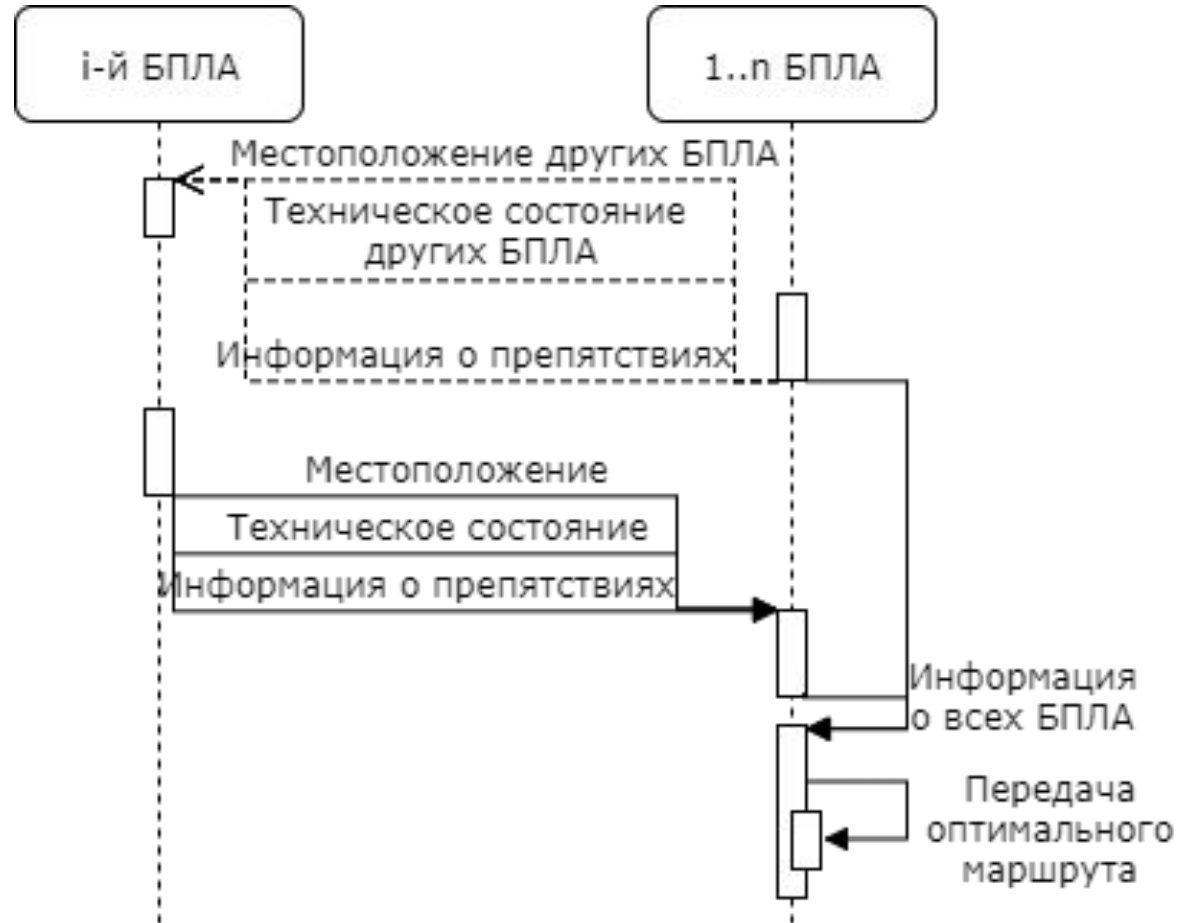 i-й БПЛА
1..n БПЛА
Местоположение других БПЛА
Техническое состояние
других БПЛА
Информация о препятствиях
Местоположение
Техническое состояние
Информация о препятствиях
Информация
о всех БПЛА
Передача
оптимального
маршрута